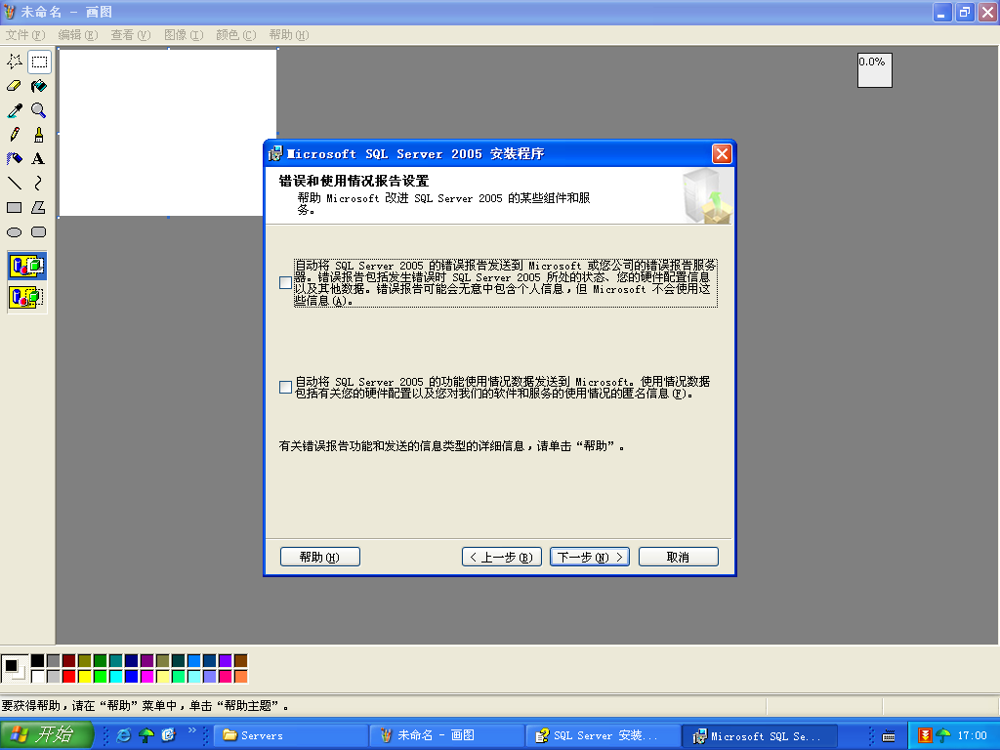 未命名 - 画图
文件(F) 编辑(E) 查看(V) 图像(I) 颜色(C) 帮助(H)
0.0%
Microsoft SQL Server 2005 安装程序
错误和使用情况报告设置
帮助 Microsoft 改进 SQL Server 2005 的某些组件和服
务。
自动将 SQL Server 2005 的错误报告发送到 Microsoft 或您公司的错误报告服务
器。错误报告包括发生错误时 SQL Server 2005 所处的状态、您的硬件配置信息
以及其他数据。错误报告可能会无意中包含个人信息，但 Microsoft 不会使用这
些信息(A)。
自动将 SQL Server 2005 的功能使用情况数据发送到 Microsoft。使用情况数据
包括有关您的硬件配置以及您对我们的软件和服务的使用情况的匿名信息(F)。
有关错误报告功能和发送的信息类型的详细信息，请单击“帮助”。
帮助(H) < 上一步(B) 下一步(N) > 取消
要获得帮助，请在“帮助”菜单中，单击“帮助主题”。
开始 Servers 未命名 - 画图 SQL Server 安装... Microsoft SQL Se... 17:00